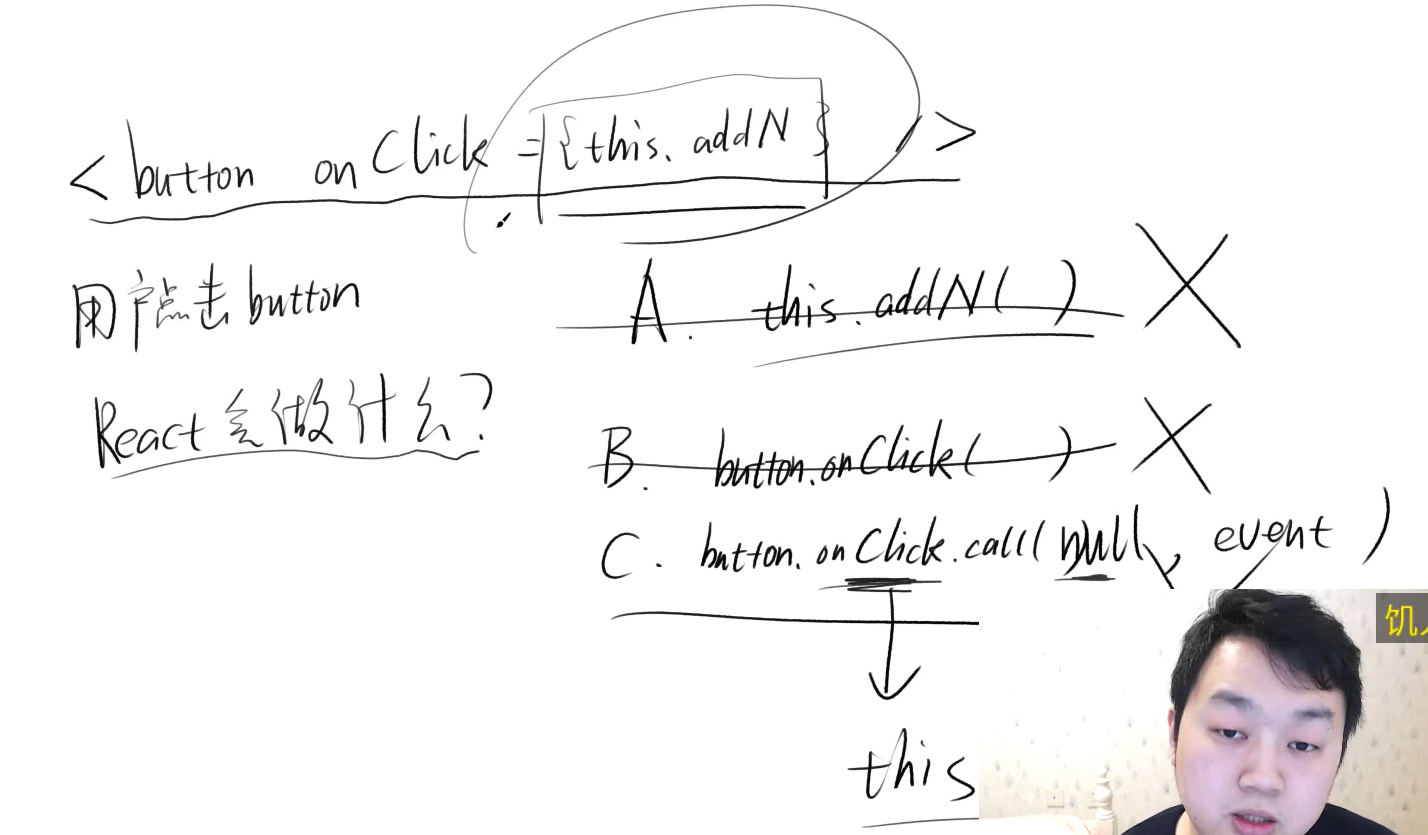 < button onClick = {this.addN} / >
用户点击button
A. this.addN( )
React会做什么?
B. button.onClick( )
C. button.onClick.call( null, event )
this
饥